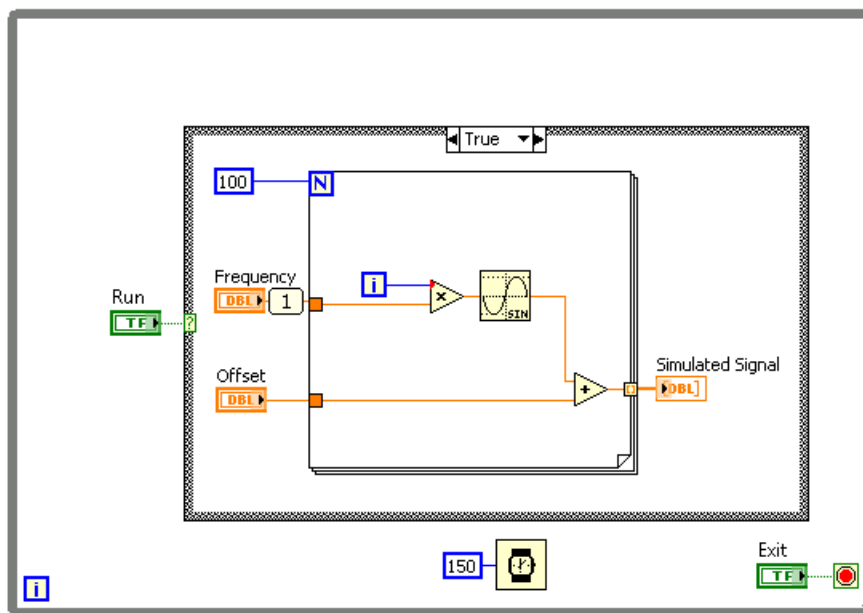 True
100
N
Frequency
i
DBL
1
×
SIN
Run
TF
?
Offset
DBL
+
Simulated Signal
DBL]
150
Exit
TF
i